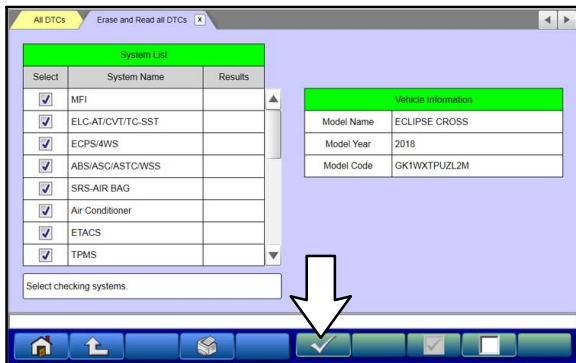 All DTCs
Erase and Read all DTCs
System List
Select System Name Results
MFI
ELC-AT/CVT/TC-SST
ECPS/4WS
ABS/ASC/ASTC/WSS
SRS-AIR BAG
Air Conditioner
ETACS
TPMS
Select checking systems.
Vehicle Information
Model Name ECLIPSE CROSS
Model Year 2018
Model Code GK1WXTPUZL2M